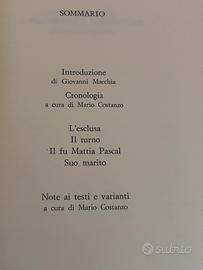 SOMMARIO
Introduzione
di Giovanni Macchia
Cronologia
a cura di Mario Costanzo
L'esclusa
Il turno
Il fu Mattia Pascal
Suo marito
Note ai testi e varianti
a cura di Mario Costanzo
subito